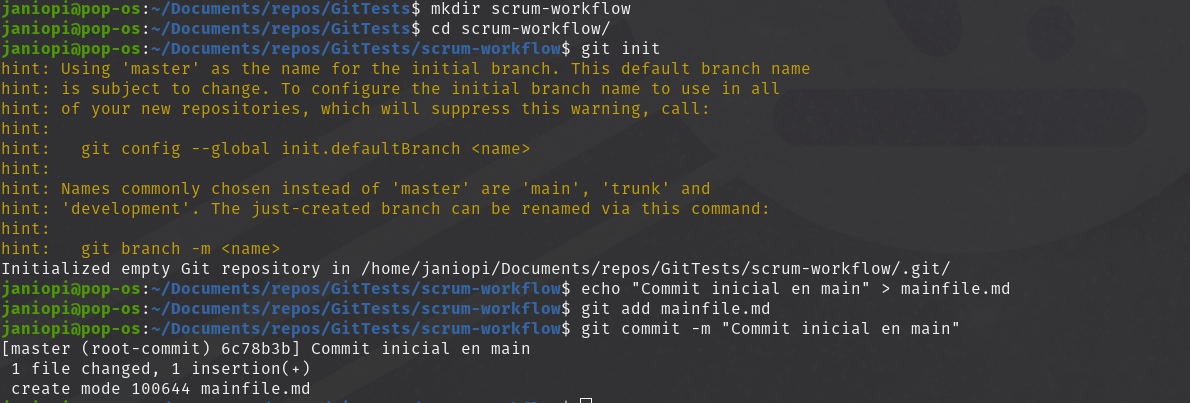 janiopi@pop-os:~/Documents/repos/GitTests$ mkdir scrum-workflow
janiopi@pop-os:~/Documents/repos/GitTests$ cd scrum-workflow/
janiopi@pop-os:~/Documents/repos/GitTests/scrum-workflow$ git init
hint: Using 'master' as the name for the initial branch. This default branch name
hint: is subject to change. To configure the initial branch name to use in all
hint: of your new repositories, which will suppress this warning, call:
hint:
hint:   git config --global init.defaultBranch <name>
hint:
hint: Names commonly chosen instead of 'master' are 'main', 'trunk' and
hint: 'development'. The just-created branch can be renamed via this command:
hint:
hint:   git branch -m <name>
Initialized empty Git repository in /home/janiopi/Documents/repos/GitTests/scrum-workflow/.git/
janiopi@pop-os:~/Documents/repos/GitTests/scrum-workflow$ echo "Commit inicial en main" > mainfile.md
janiopi@pop-os:~/Documents/repos/GitTests/scrum-workflow$ git add mainfile.md
janiopi@pop-os:~/Documents/repos/GitTests/scrum-workflow$ git commit -m "Commit inicial en main"
[master (root-commit) 6c78b3b] Commit inicial en main
 1 file changed, 1 insertion(+)
 create mode 100644 mainfile.md
janiopi@pop-os:~/Documents/repos/GitTests/scrum-workflow$